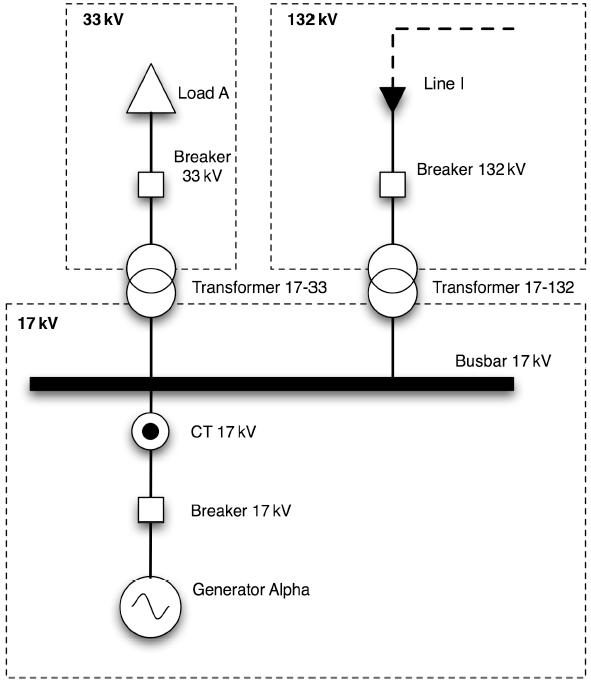 33 kV
132 kV
Load A
Line I
Breaker
33 kV
Breaker 132 kV
Transformer 17-33
Transformer 17-132
17 kV
Busbar 17 kV
CT 17 kV
Breaker 17 kV
Generator Alpha